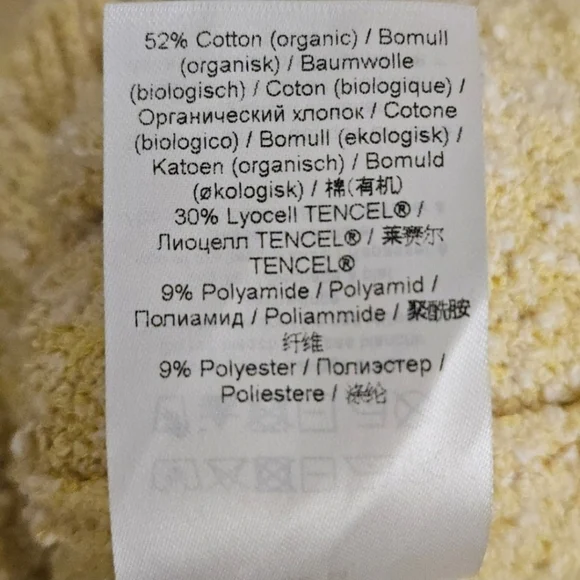 52% Cotton (organic) / Bomull
(organisk) / Baumwolle
(biologisch) / Coton (biologique) /
Органический хлопок / Cotone
(biologico) / Bomull (ekologisk) /
Katoen (organisch) / Bomuld
(økologisk) / 棉(有机)
30% Lyocell TENCEL® /
Лиоцелл TENCEL® / 莱赛尔
TENCEL®
9% Polyamide / Polyamid /
Полиамид / Poliammide / 聚酰胺
纤维
9% Polyester / Полиэстер /
Poliestere / 涤纶